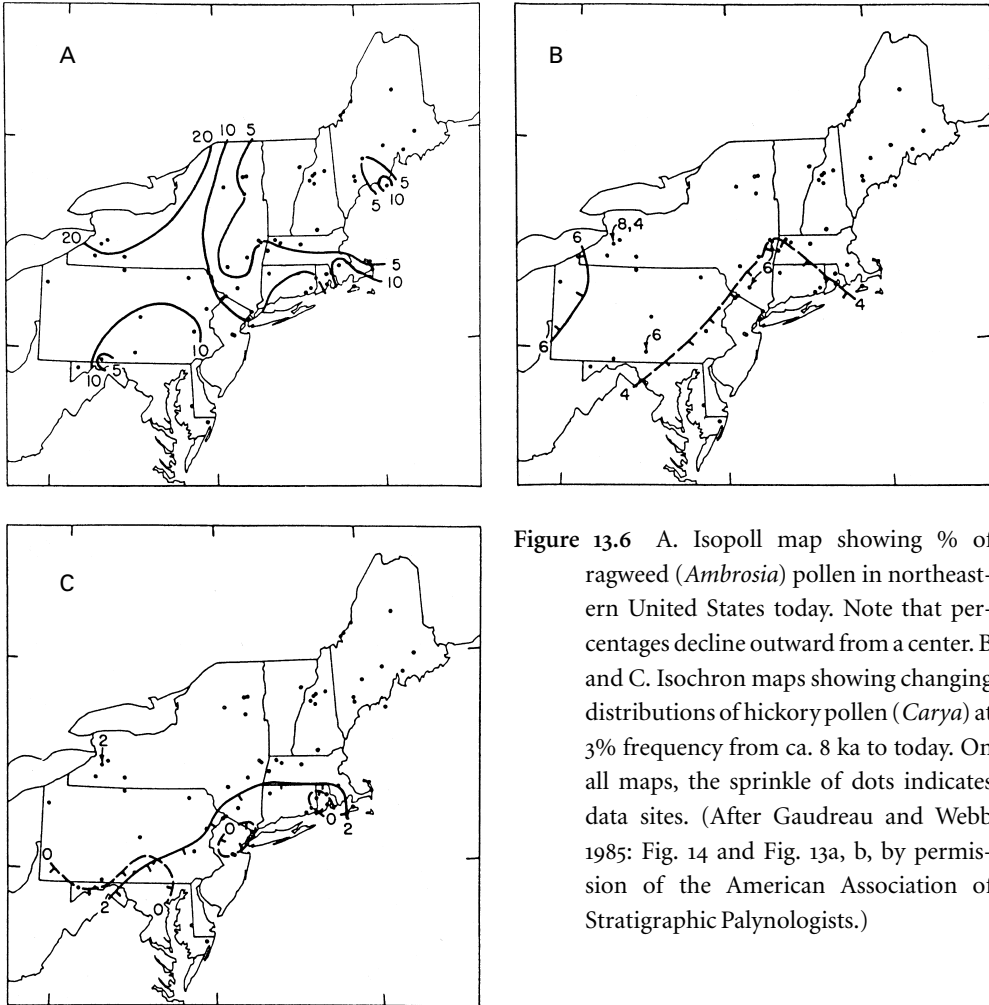 A
20 10 5
5
5 10
20
5
10
10
10 5
B
8,4
6
6
4
6
6
4
C
2
0
0
2
0
2
0
Figure 13.6 A. Isopoll map showing % of
ragweed (Ambrosia) pollen in northeast-
ern United States today. Note that per-
centages decline outward from a center. B
and C. Isochron maps showing changing
distributions of hickory pollen (Carya) at
3% frequency from ca. 8 ka to today. On
all maps, the sprinkle of dots indicates
data sites. (After Gaudreau and Webb
1985: Fig. 14 and Fig. 13a, b, by permis-
sion of the American Association of
Stratigraphic Palynologists.)